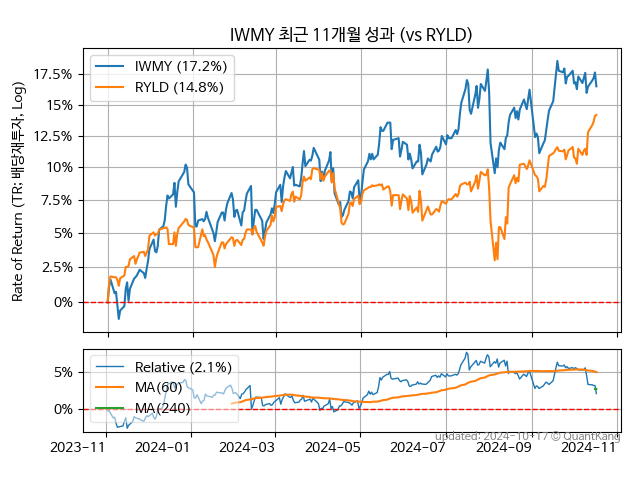 IWMY 최근 11개월 성과 (vs RYLD)
Rate of Return (TR: 배당재투자, Log)
17.5%
15%
12.5%
10%
7.5%
5%
2.5%
0%
IWMY (17.2%)
RYLD (14.8%)
5%
0%
Relative (2.1%)
MA(60)
MA(240)
2023-11
2024-01
2024-03
2024-05
2024-07
2024-09
2024-11
updated: 2024-10-17 © QuantKang